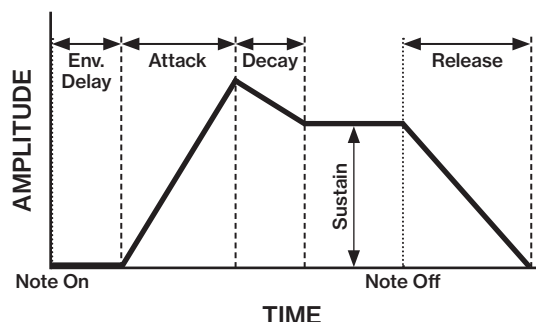 Env.
Delay
Attack
Decay
Release
AMPLITUDE
Sustain
Note On
Note Off
TIME